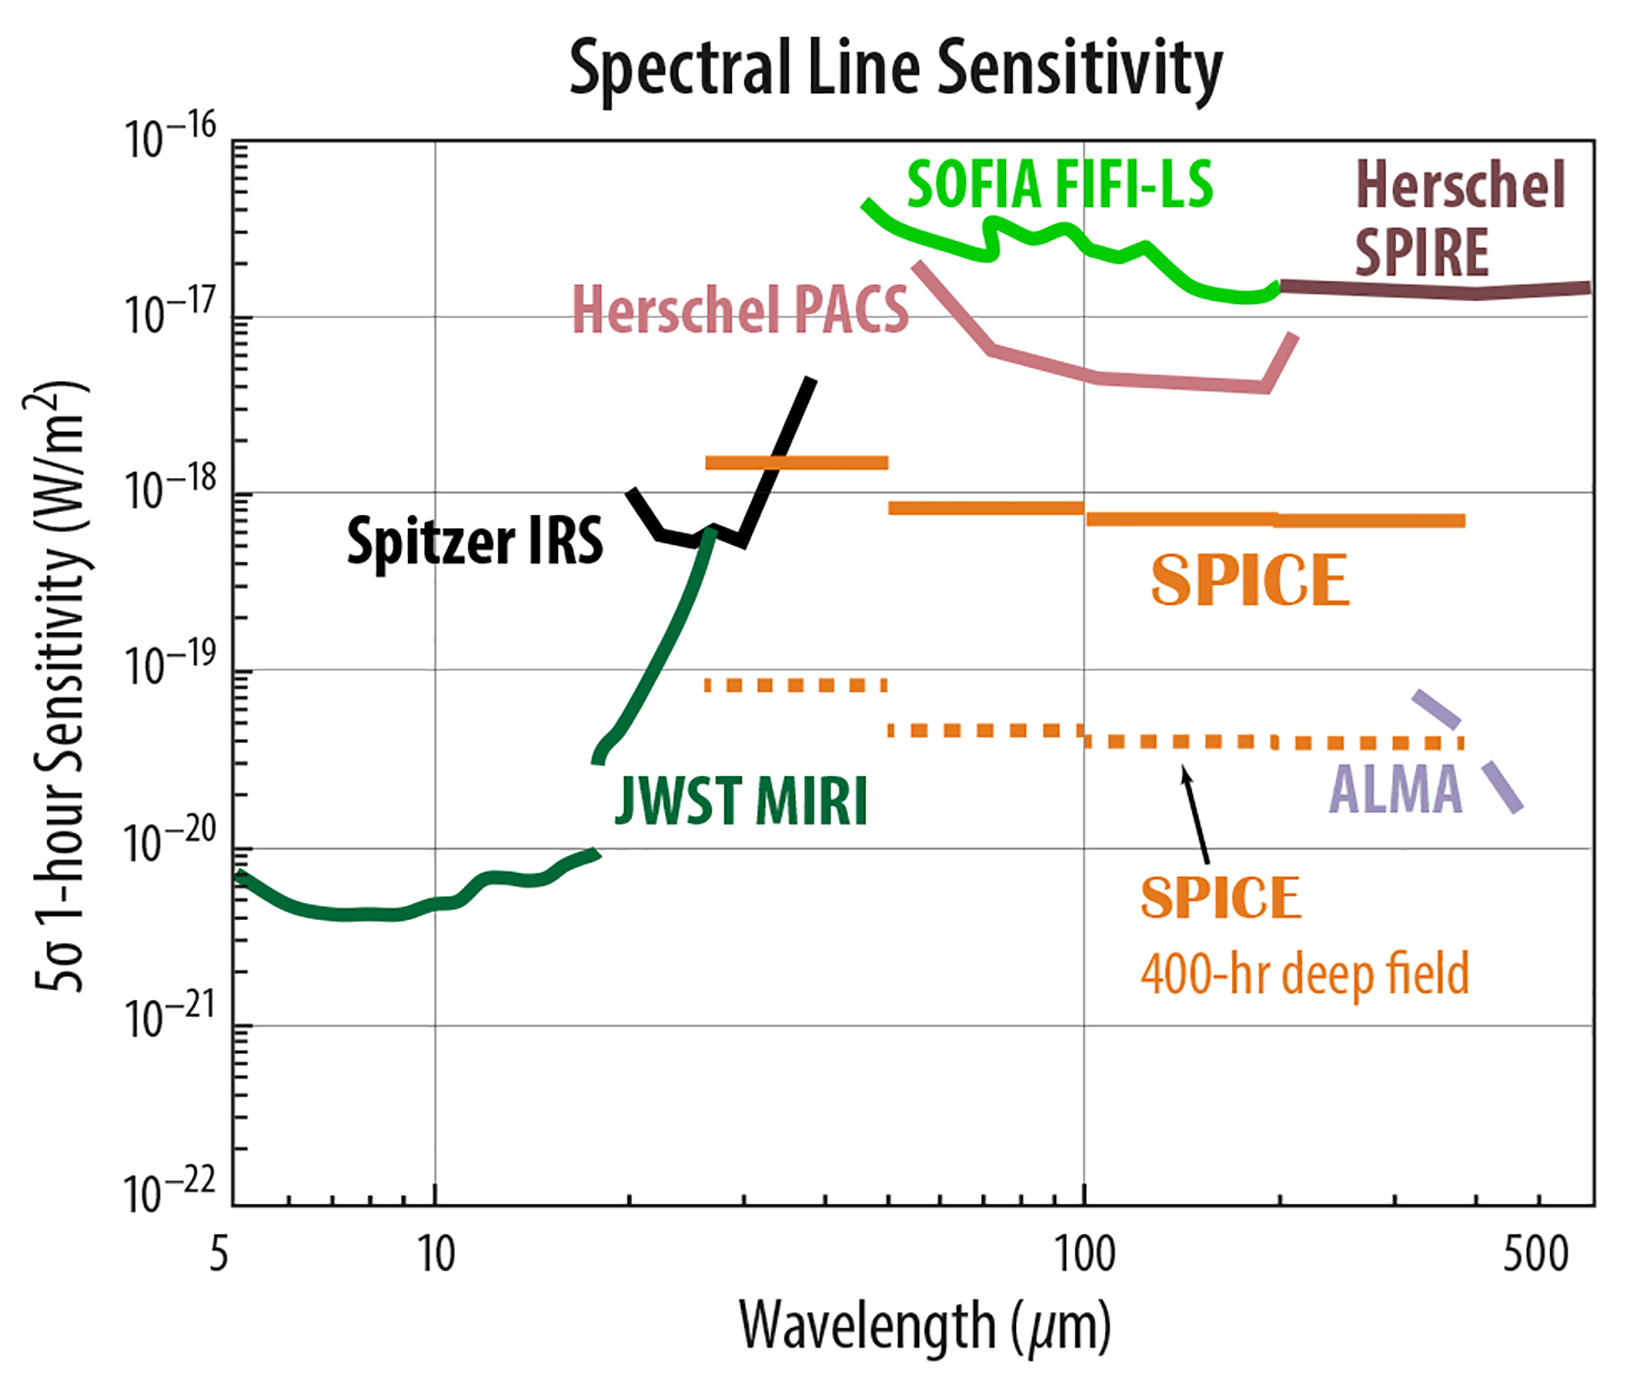 Spectral Line Sensitivity
10−16
10−17
10−18
10−19
10−20
10−21
10−22
5σ 1-hour Sensitivity (W/m2)
SOFIA FIFI-LS
Herschel
SPIRE
Herschel PACS
Spitzer IRS
SPICE
JWST MIRI
ALMA
SPICE
400-hr deep field
5 10 100 500
Wavelength (μm)